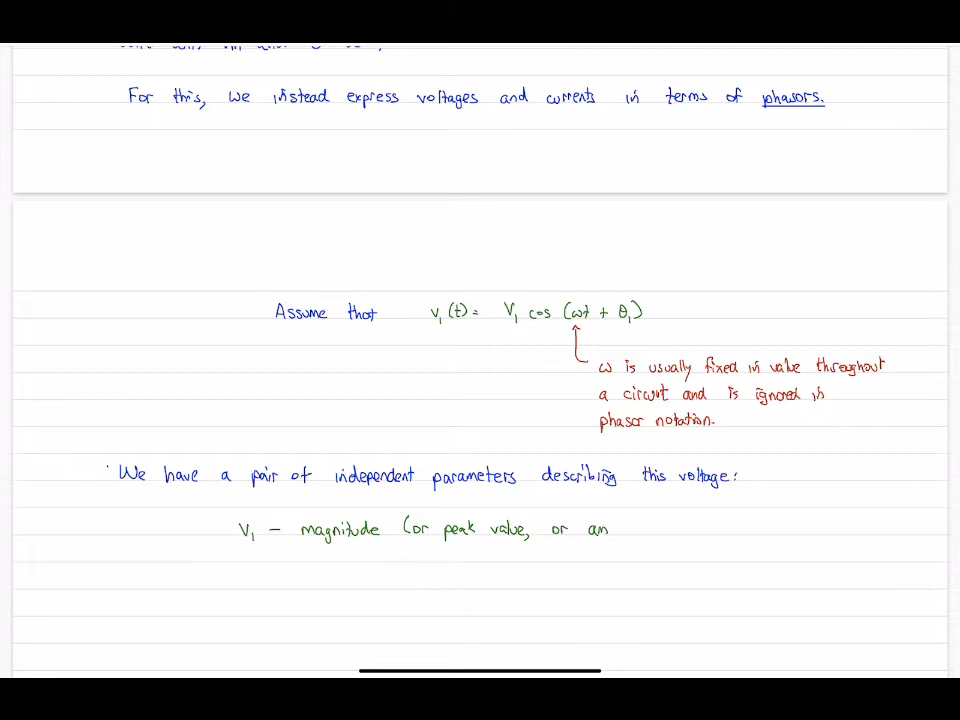 For this, we instead express voltages and currents in terms of phasors.
Assume that v₁(t) = V₁ cos (ωt + θ₁)
ω is usually fixed in value throughout
a circuit and is ignored in
phasor notation.
We have a pair of independent parameters describing this voltage:
V₁ – magnitude (or peak value, or am